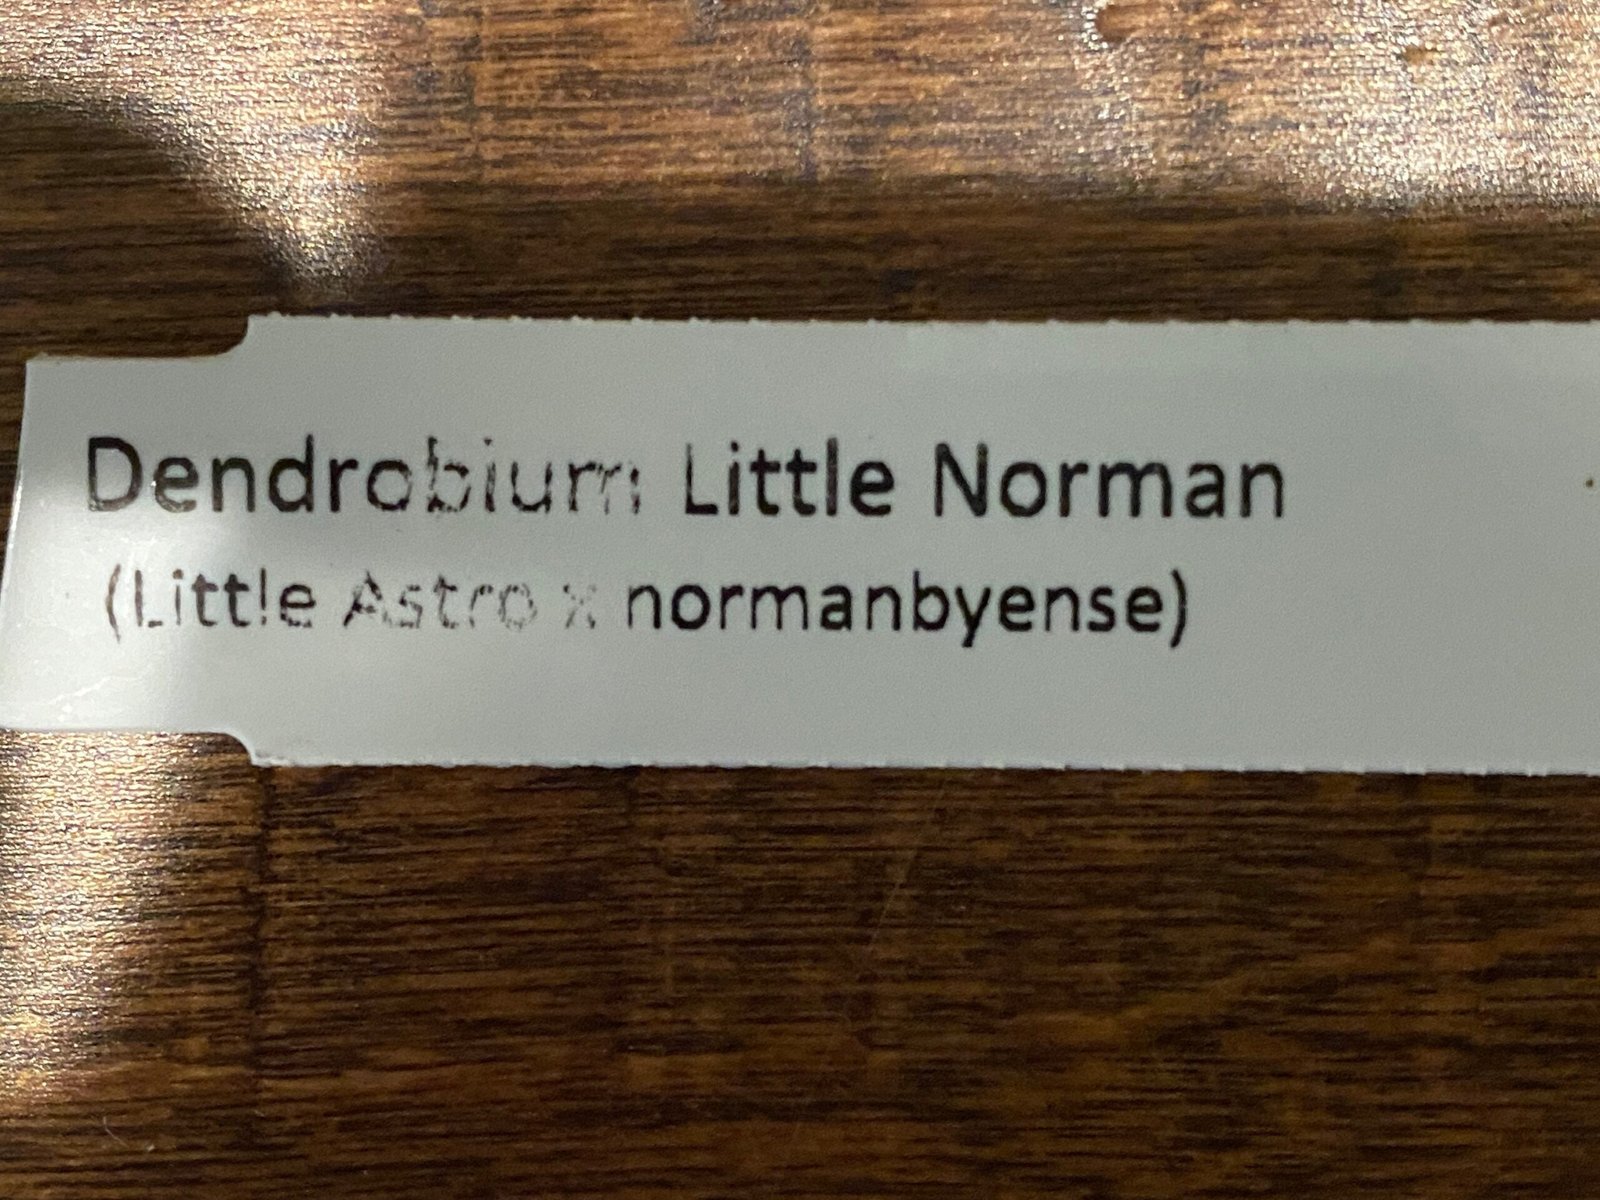 Dendrobium Little Norman
(Little Astro x normanbyense)